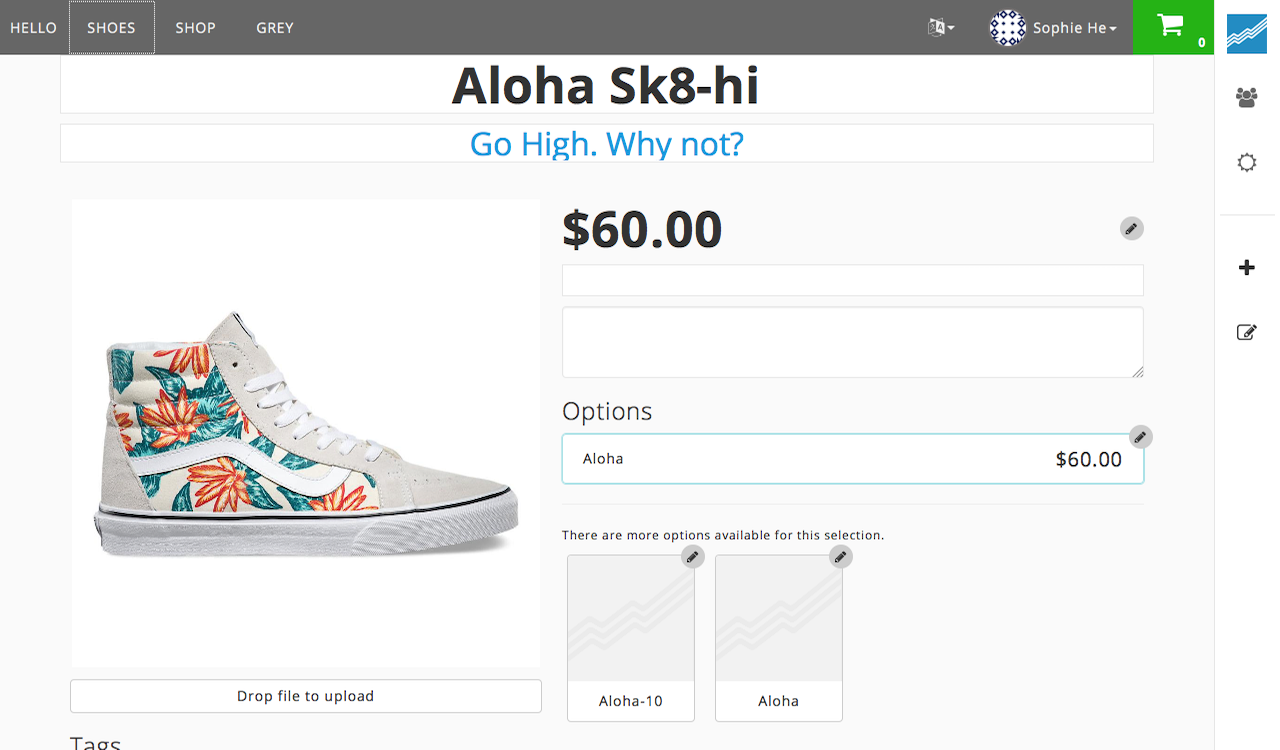 HELLO SHOES SHOP GREY Sophie He 0
Aloha Sk8-hi
Go High. Why not?
$60.00
Options
Aloha $60.00
There are more options available for this selection.
Aloha-10 Aloha
Drop file to upload
Tags